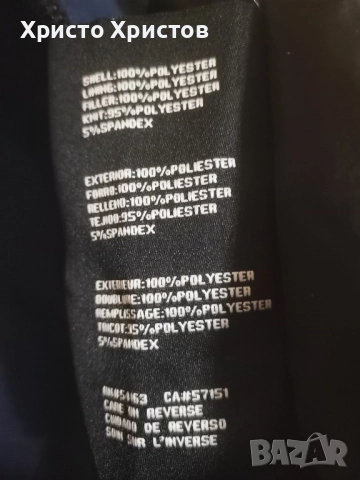 Христо Христов
SHELL:100%POLYESTER
LINING:100%POLYESTER
FILLER:100%POLYESTER
KNIT:95%POLYESTER
5%SPANDEX
EXTERIOR:100%POLIESTER
FORRO:100%POLIESTER
RELLENO:100%POLIESTER
TEJIDO:95%POLIESTER
5%SPANDEX
EXTERIEUR:100%POLYESTER
DOUBLURE:100%POLYESTER
REMPLISSAGE:100%POLYESTER
TRICOT:95%POLYESTER
5%SPANDEX
CA#57151
CARE ON REVERSE
CUIDADO DE REVERSO
SOIN SUR L'INVERSE
BAZAR
bg